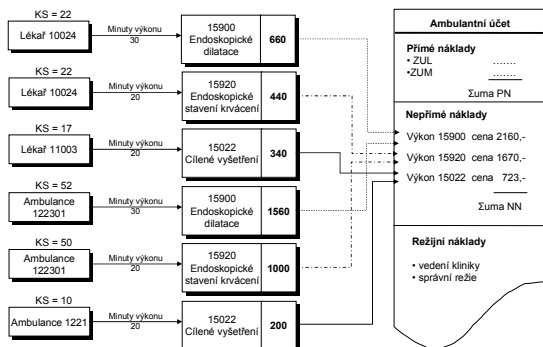 KS = 22
Lékař 10024
Minuty výkonu
30
15900
Endoskopické
dilatace
660
KS = 22
Lékař 10024
Minuty výkonu
20
15920
Endoskopické
stavení krvácení
440
KS = 17
Lékař 11003
Minuty výkonu
20
15022
Cílené vyšetření
340
KS = 52
Ambulance
122301
Minuty výkonu
30
15900
Endoskopické
dilatace
1560
KS = 50
Ambulance
122301
Minuty výkonu
20
15920
Endoskopické
stavení krvácení
1000
KS = 10
Ambulance 1221
Minuty výkonu
20
15022
Cílené vyšetření
200
Ambulantní účet
Přímé náklady
• ZUL .......
•ZUM .......
Σuma PN
Nepřímé náklady
Výkon 15900 cena 2160,-
Výkon 15920 cena 1670,-
Výkon 15022 cena 723,-
Σuma NN
Režijní náklady
• vedení kliniky
• správní režie